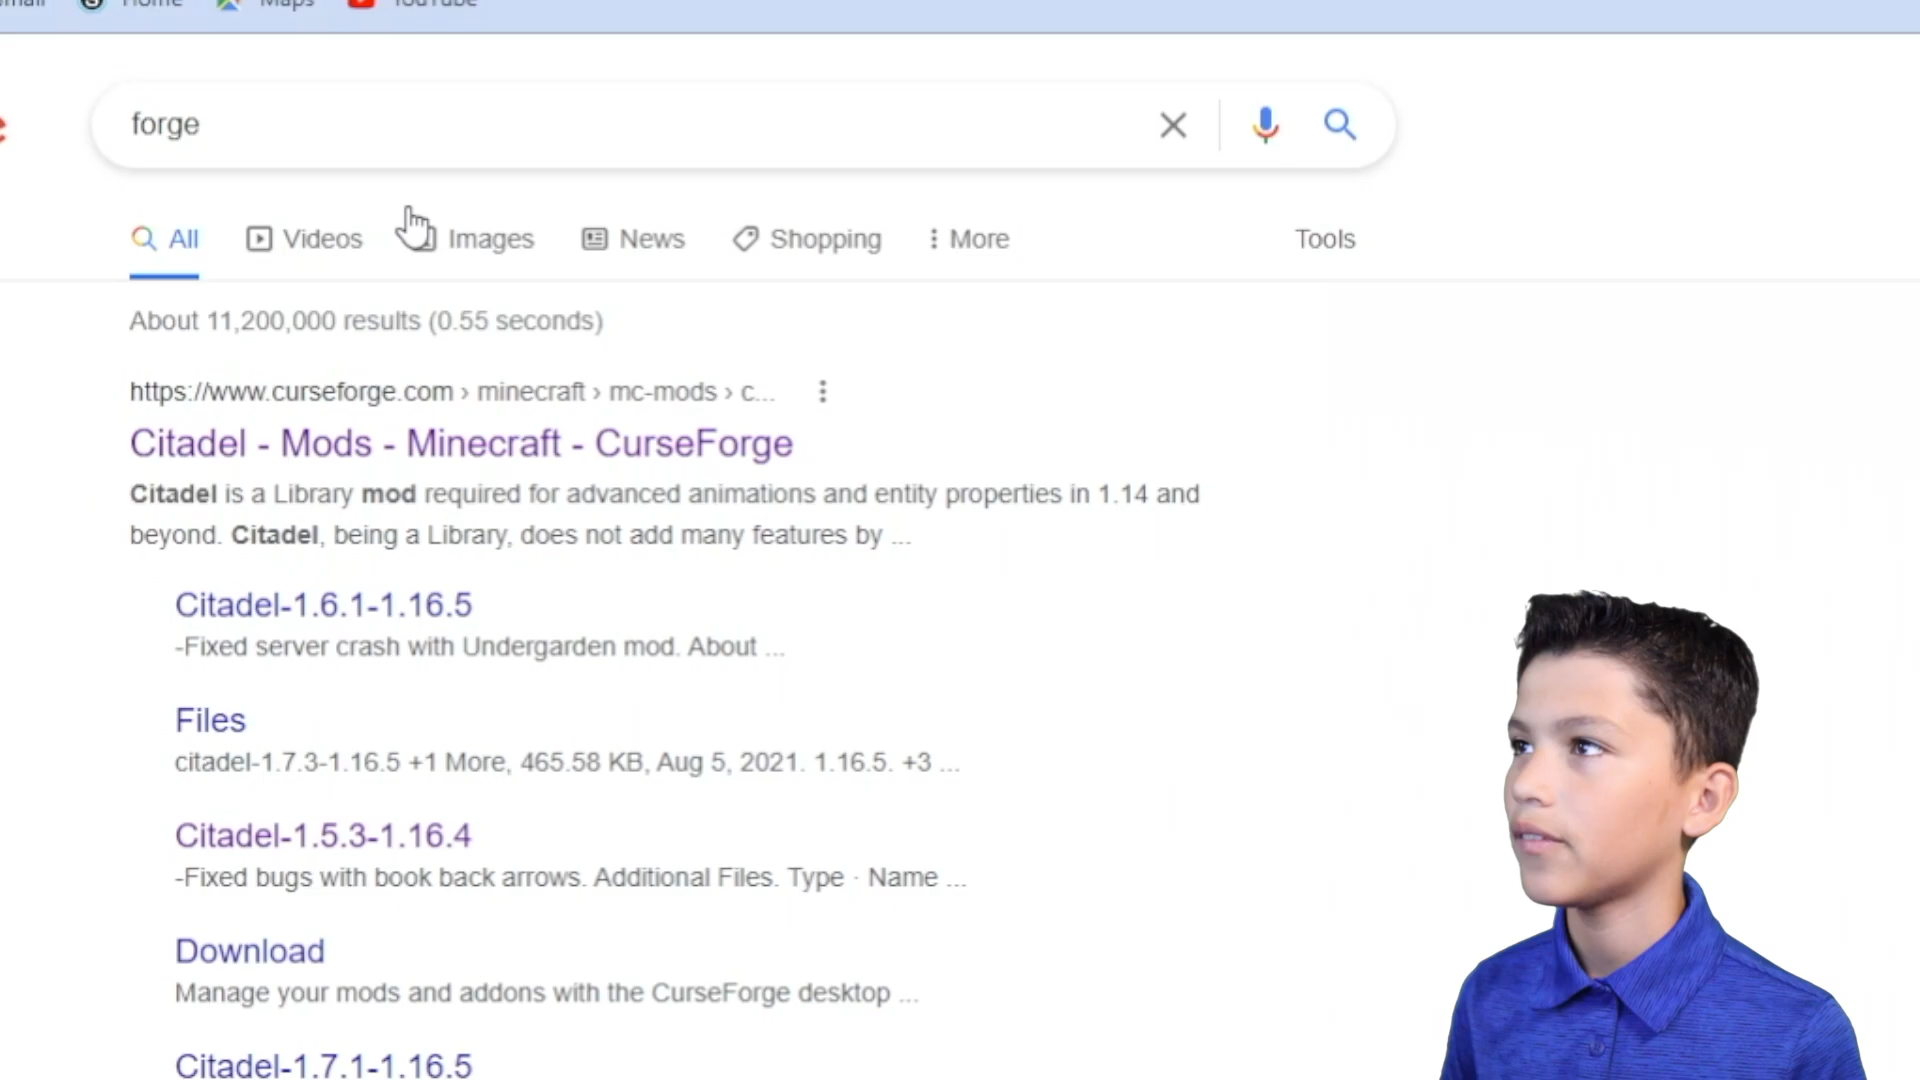 Home Maps YouTube
forge
All Videos Images News Shopping More Tools
About 11,200,000 results (0.55 seconds)
https://www.curseforge.com › minecraft › mc-mods › c...
Citadel - Mods - Minecraft - CurseForge
Citadel is a Library mod required for advanced animations and entity properties in 1.14 and
beyond. Citadel, being a Library, does not add many features by ...
Citadel-1.6.1-1.16.5
-Fixed server crash with Undergarden mod. About ...
Files
citadel-1.7.3-1.16.5 +1 More, 465.58 KB, Aug 5, 2021. 1.16.5. +3 ...
Citadel-1.5.3-1.16.4
-Fixed bugs with book back arrows. Additional Files. Type · Name ...
Download
Manage your mods and addons with the CurseForge desktop ...
Citadel-1.7.1-1.16.5